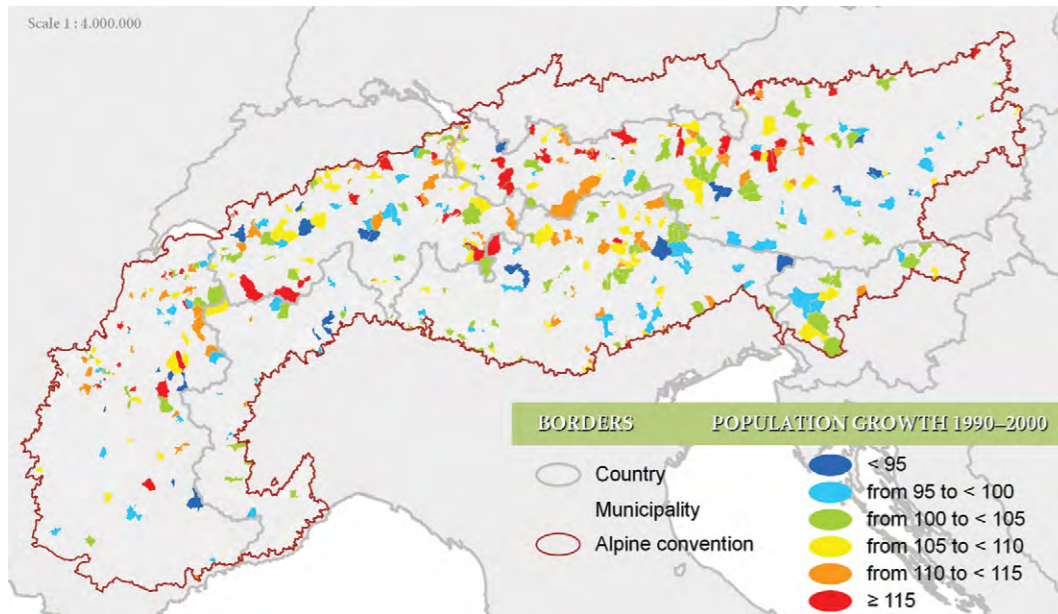 Scale 1 : 4.000.000
BORDERS
Country
Municipality
Alpine convention
POPULATION GROWTH 1990–2000
< 95
from 95 to < 100
from 100 to < 105
from 105 to < 110
from 110 to < 115
≥ 115